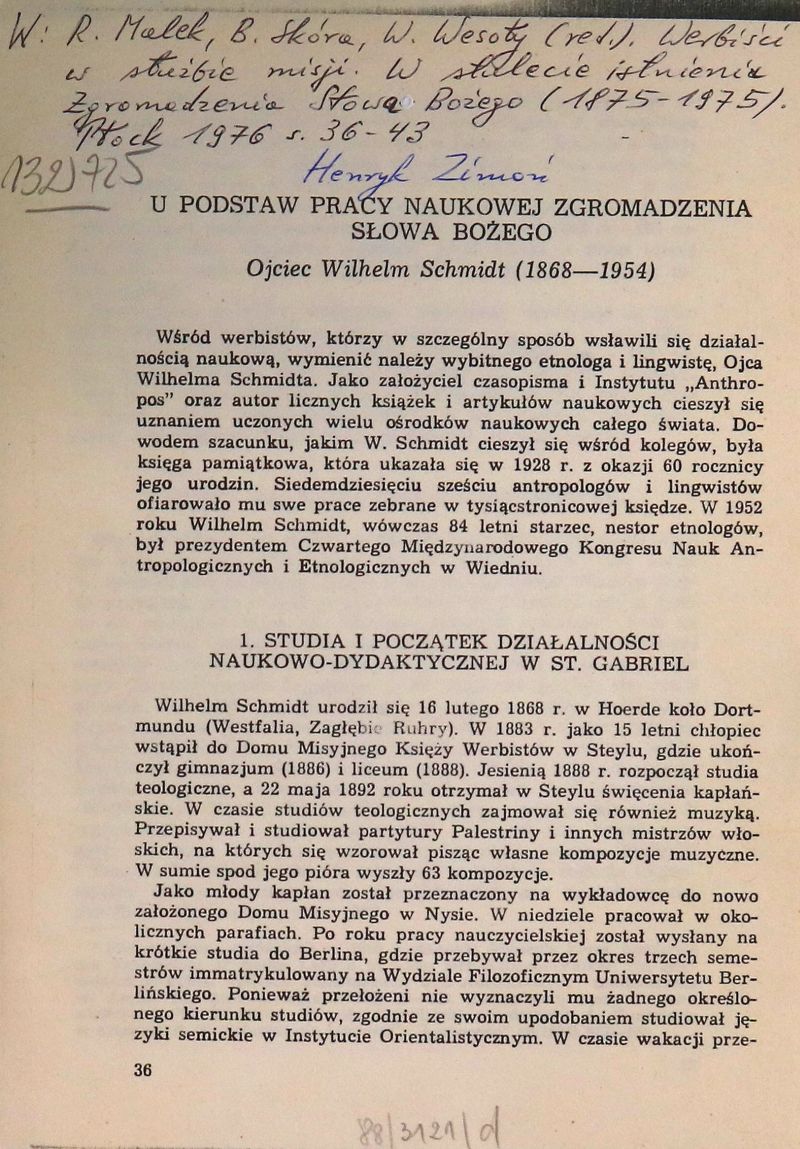 W: R. Małek, B. Skóra, W. Wesoły (red.). Werbiści
w służbie misji. W stulecie istnienia
Zgromadzenia Słowa Bożego (1875-1975).
Płock 1976 s. 36-43
(132)725
Henryk Zimoń
U PODSTAW PRACY NAUKOWEJ ZGROMADZENIA
SŁOWA BOŻEGO
Ojciec Wilhelm Schmidt (1868—1954)
Wśród werbistów, którzy w szczególny sposób wsławili się działal-
nością naukową, wymienić należy wybitnego etnologa i lingwistę, Ojca
Wilhelma Schmidta. Jako założyciel czasopisma i Instytutu „Anthro-
pos” oraz autor licznych książek i artykułów naukowych cieszył się
uznaniem uczonych wielu ośrodków naukowych całego świata. Do-
wodem szacunku, jakim W. Schmidt cieszył się wśród kolegów, była
księga pamiątkowa, która ukazała się w 1928 r. z okazji 60 rocznicy
jego urodzin. Siedemdziesięciu sześciu antropologów i lingwistów
ofiarowało mu swe prace zebrane w tysiącstronicowej księdze. W 1952
roku Wilhelm Schmidt, wówczas 84 letni starzec, nestor etnologów,
był prezydentem Czwartego Międzynarodowego Kongresu Nauk An-
tropologicznych i Etnologicznych w Wiedniu.
1. STUDIA I POCZĄTEK DZIAŁALNOŚCI
NAUKOWO-DYDAKTYCZNEJ W ST. GABRIEL
Wilhelm Schmidt urodził się 16 lutego 1868 r. w Hoerde koło Dort-
mundu (Westfalia, Zagłębie Ruhry). W 1883 r. jako 15 letni chłopiec
wstąpił do Domu Misyjnego Księży Werbistów w Steylu, gdzie ukoń-
czył gimnazjum (1886) i liceum (1888). Jesienią 1888 r. rozpoczął studia
teologiczne, a 22 maja 1892 roku otrzymał w Steylu święcenia kapłań-
skie. W czasie studiów teologicznych zajmował się również muzyką.
Przepisywał i studiował partytury Palestriny i innych mistrzów wło-
skich, na których się wzorował pisząc własne kompozycje muzyczne.
W sumie spod jego pióra wyszły 63 kompozycje.
Jako młody kapłan został przeznaczony na wykładowcę do nowo
założonego Domu Misyjnego w Nysie. W niedziele pracował w oko-
licznych parafiach. Po roku pracy nauczycielskiej został wysłany na
krótkie studia do Berlina, gdzie przebywał przez okres trzech seme-
strów immatrykulowany na Wydziale Filozoficznym Uniwersytetu Ber-
lińskiego. Ponieważ przełożeni nie wyznaczyli mu żadnego określo-
nego kierunku studiów, zgodnie ze swoim upodobaniem studiował ję-
zyki semickie w Instytucie Orientalistycznym. W czasie wakacji prze-
36
88/3121/d